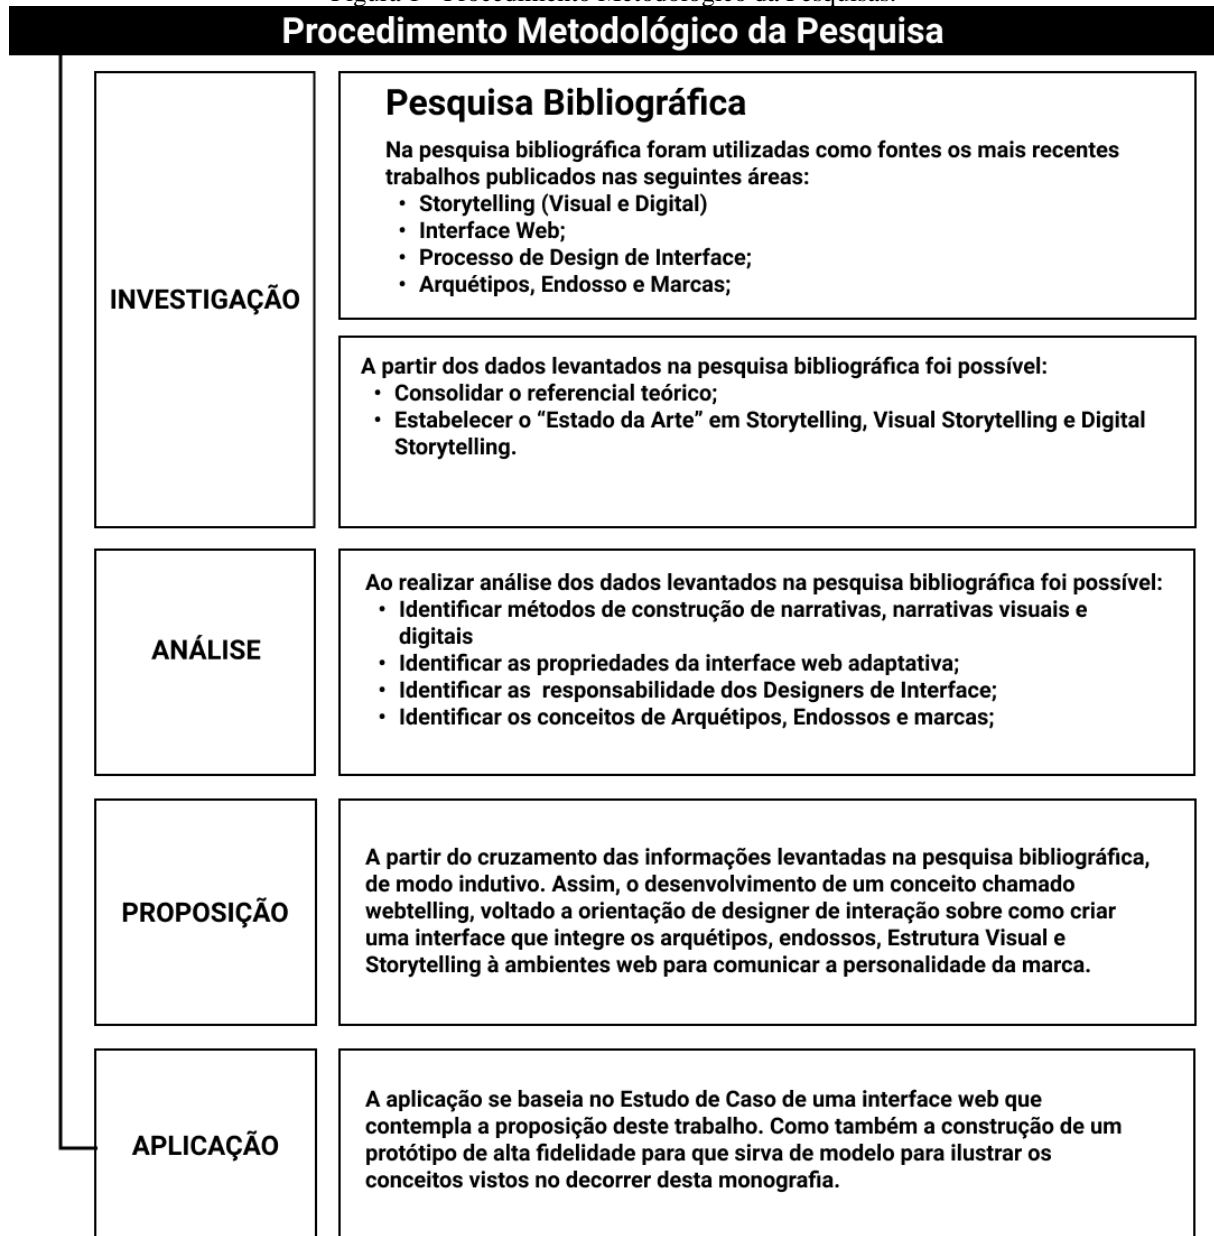 Figura 1 - Procedimento Metodológico da Pesquisas.
Procedimento Metodológico da Pesquisa
INVESTIGAÇÃO
Pesquisa Bibliográfica
Na pesquisa bibliográfica foram utilizadas como fontes os mais recentes
trabalhos publicados nas seguintes áreas:
• Storytelling (Visual e Digital)
• Interface Web;
• Processo de Design de Interface;
• Arquétipos, Endosso e Marcas;
A partir dos dados levantados na pesquisa bibliográfica foi possível:
• Consolidar o referencial teórico;
• Estabelecer o “Estado da Arte” em Storytelling, Visual Storytelling e Digital
Storytelling.
ANÁLISE
Ao realizar análise dos dados levantados na pesquisa bibliográfica foi possível:
• Identificar métodos de construção de narrativas, narrativas visuais e
digitais
• Identificar as propriedades da interface web adaptativa;
• Identificar as  responsabilidade dos Designers de Interface;
• Identificar os conceitos de Arquétipos, Endossos e marcas;
PROPOSIÇÃO
A partir do cruzamento das informações levantadas na pesquisa bibliográfica,
de modo indutivo. Assim, o desenvolvimento de um conceito chamado
webtelling, voltado a orientação de designer de interação sobre como criar
uma interface que integre os arquétipos, endossos, Estrutura Visual e
Storytelling à ambientes web para comunicar a personalidade da marca.
APLICAÇÃO
A aplicação se baseia no Estudo de Caso de uma interface web que
contempla a proposição deste trabalho. Como também a construção de um
protótipo de alta fidelidade para que sirva de modelo para ilustrar os
conceitos vistos no decorrer desta monografia.